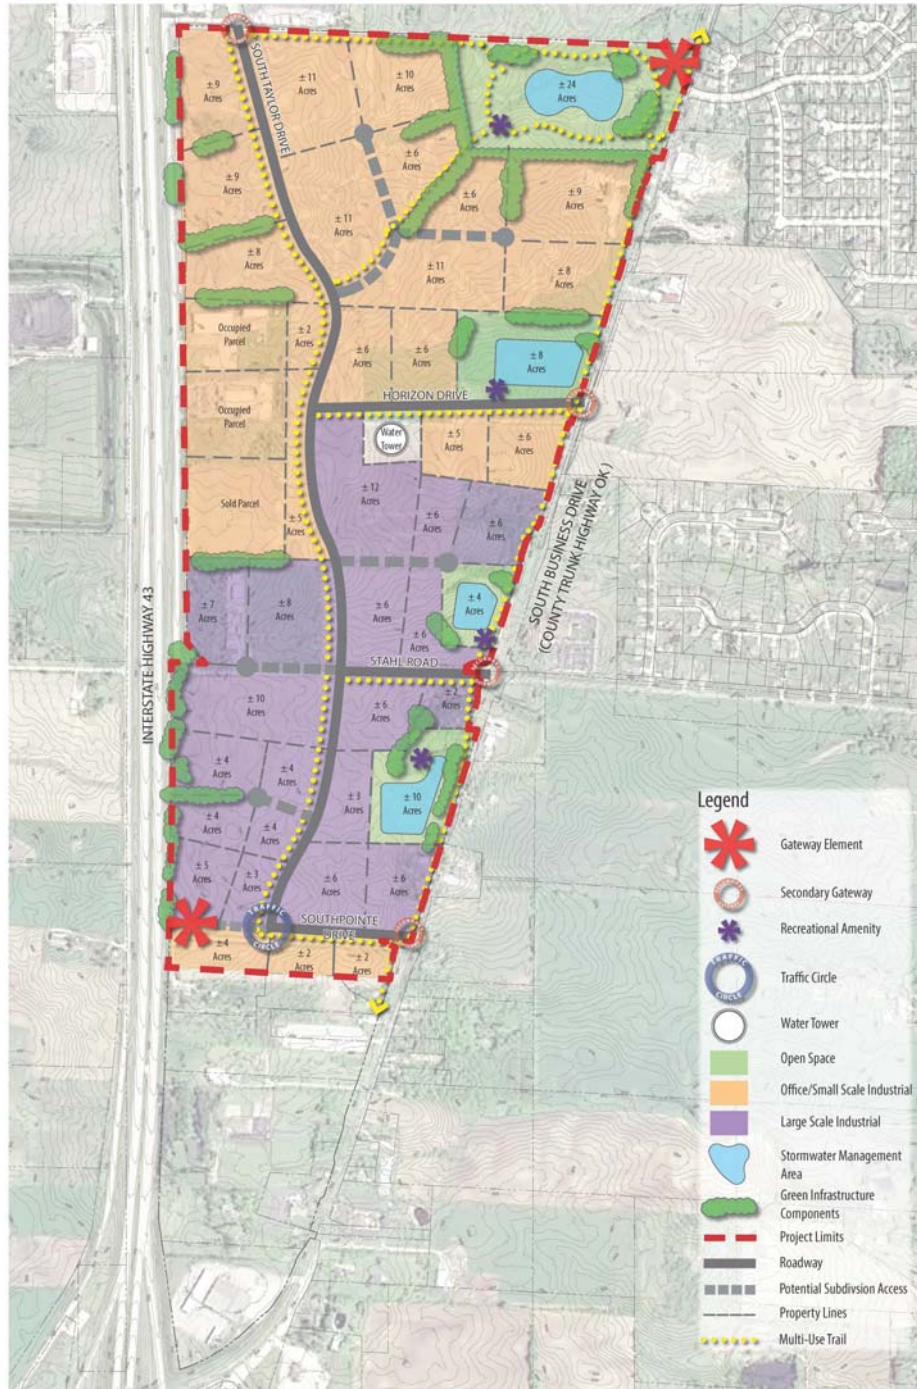 SOUTH TAYLOR DRIVE
± 9
Acres
± 11
Acres
± 10
Acres
± 24
Acres
± 6
Acres
± 9
Acres
± 6
Acres
± 9
Acres
± 11
Acres
± 8
Acres
± 11
Acres
± 8
Acres
Occupied
Parcel
± 2
Acres
± 6
Acres
± 6
Acres
± 8
Acres
HORIZON DRIVE
Occupied
Parcel
Water
Tower
± 5
Acres
± 6
Acres
Sold Parcel
± 5
Acres
± 12
Acres
± 6
Acres
± 6
Acres
SOUTH BUSINESS DRIVE
(COUNTY TRUNK HIGHWAY OK)
INTERSTATE HIGHWAY 43
± 7
Acres
± 8
Acres
± 6
Acres
± 4
Acres
± 6
Acres
STAHL ROAD
± 10
Acres
± 6
Acres
± 2
Acres
± 4
Acres
± 4
Acres
± 3
Acres
± 10
Acres
± 4
Acres
± 4
Acres
± 5
Acres
± 3
Acres
± 6
Acres
± 6
Acres
TRAFFIC
CIRCLE
SOUTHPOINTE
DRIVE
± 4
Acres
± 2
Acres
± 2
Acres
Legend
Gateway Element
Secondary Gateway
Recreational Amenity
TRAFFIC
CIRCLE
Traffic Circle
Water Tower
Open Space
Office/Small Scale Industrial
Large Scale Industrial
Stormwater Management
Area
Green Infrastructure
Components
Project Limits
Roadway
Potential Subdivsion Access
Property Lines
Multi-Use Trail